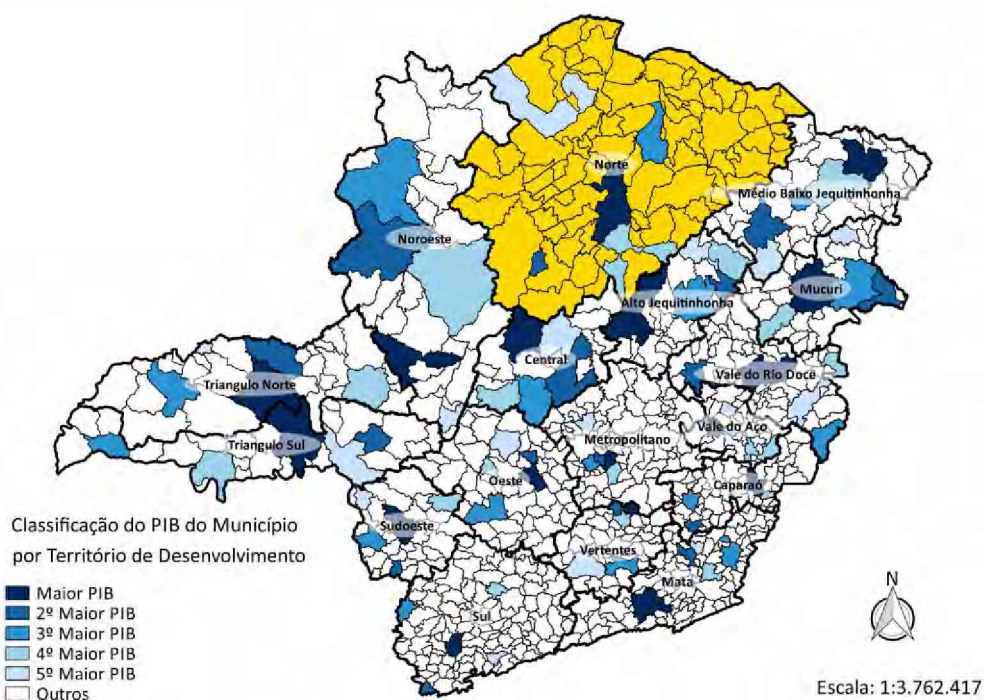 Norte
Médio Baixo Jequitinhonha
Noroeste
Mucuri
Alto Jequitinhonha
Central
Vale do Rio Doce
Triangulo Norte
Vale do Aço
Metropolitano
Triangulo Sul
Oeste
Caparaó
Sudoeste
Vertentes
Mata
Sul
Classificação do PIB do Município
por Território de Desenvolvimento
Maior PIB
2º Maior PIB
3º Maior PIB
4º Maior PIB
5º Maior PIB
Outros
N
Escala: 1:3.762.417